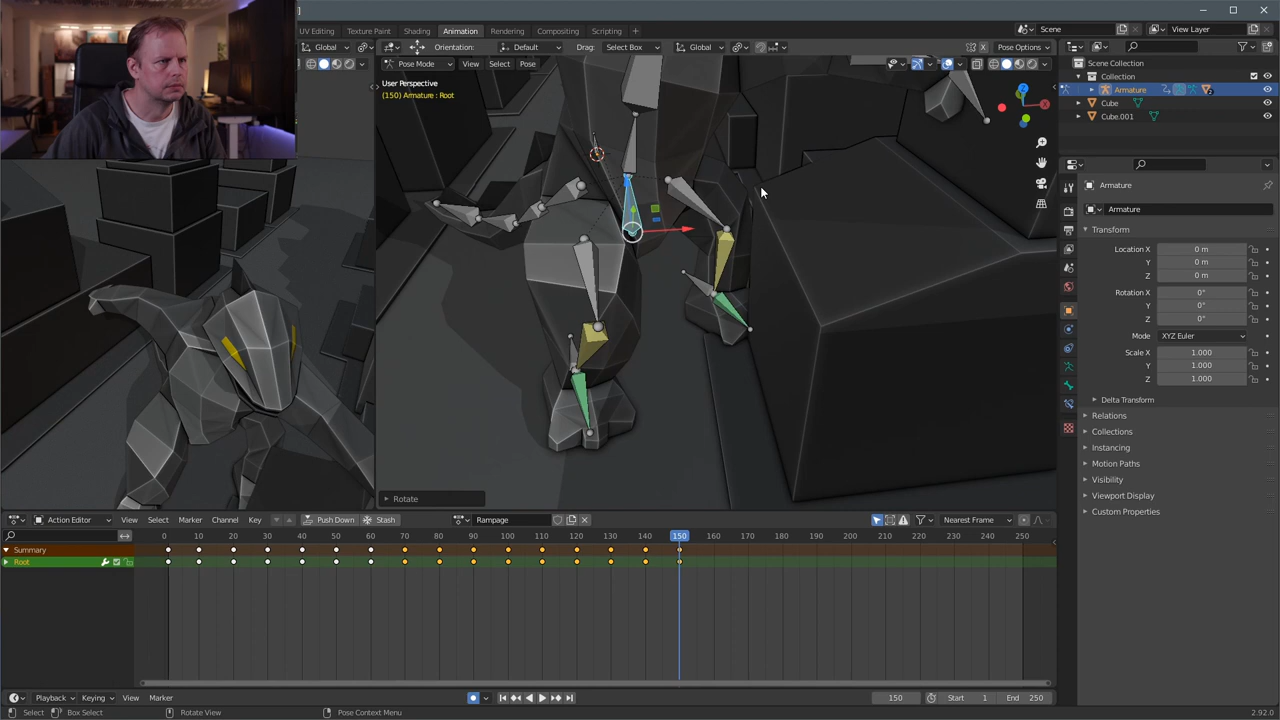 UV Editing Texture Paint Shading Animation Rendering Compositing Scripting +
Scene View Layer
Global Orientation: Default Drag: Select Box Global Pose Options
Pose Mode View Select Pose
User Perspective
(150) Armature : Root
Scene Collection
Collection
Armature
Cube
Cube.001
Armature
Armature
Transform
Location X 0 m
Y 0 m
Z 0 m
Rotation X 0°
Y 0°
Z 0°
Mode XYZ Euler
Scale X 1.000
Y 1.000
Z 1.000
Delta Transform
Relations
Collections
Instancing
Motion Paths
Visibility
Viewport Display
Custom Properties
Rotate
Action Editor View Select Marker Channel Key Push Down Stash Rampage Nearest Frame
0 10 20 30 40 50 60 70 80 90 100 110 120 130 140 150 160 170 180 190 200 210 220 230 240 250
Summary
Root
Playback Keying View Marker 150 Start 1 End 250
Select Box Select Rotate View Pose Context Menu 2.92.0